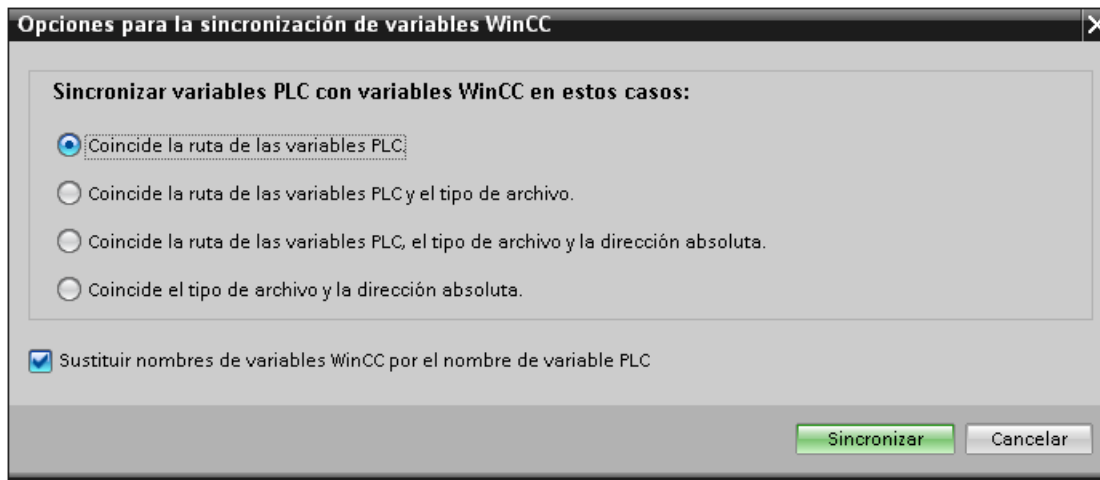 Opciones para la sincronización de variables WinCC
Sincronizar variables PLC con variables WinCC en estos casos:
Coincide la ruta de las variables PLC.
Coincide la ruta de las variables PLC y el tipo de archivo.
Coincide la ruta de las variables PLC, el tipo de archivo y la dirección absoluta.
Coincide el tipo de archivo y la dirección absoluta.
Sustituir nombres de variables WinCC por el nombre de variable PLC
Sincronizar Cancelar